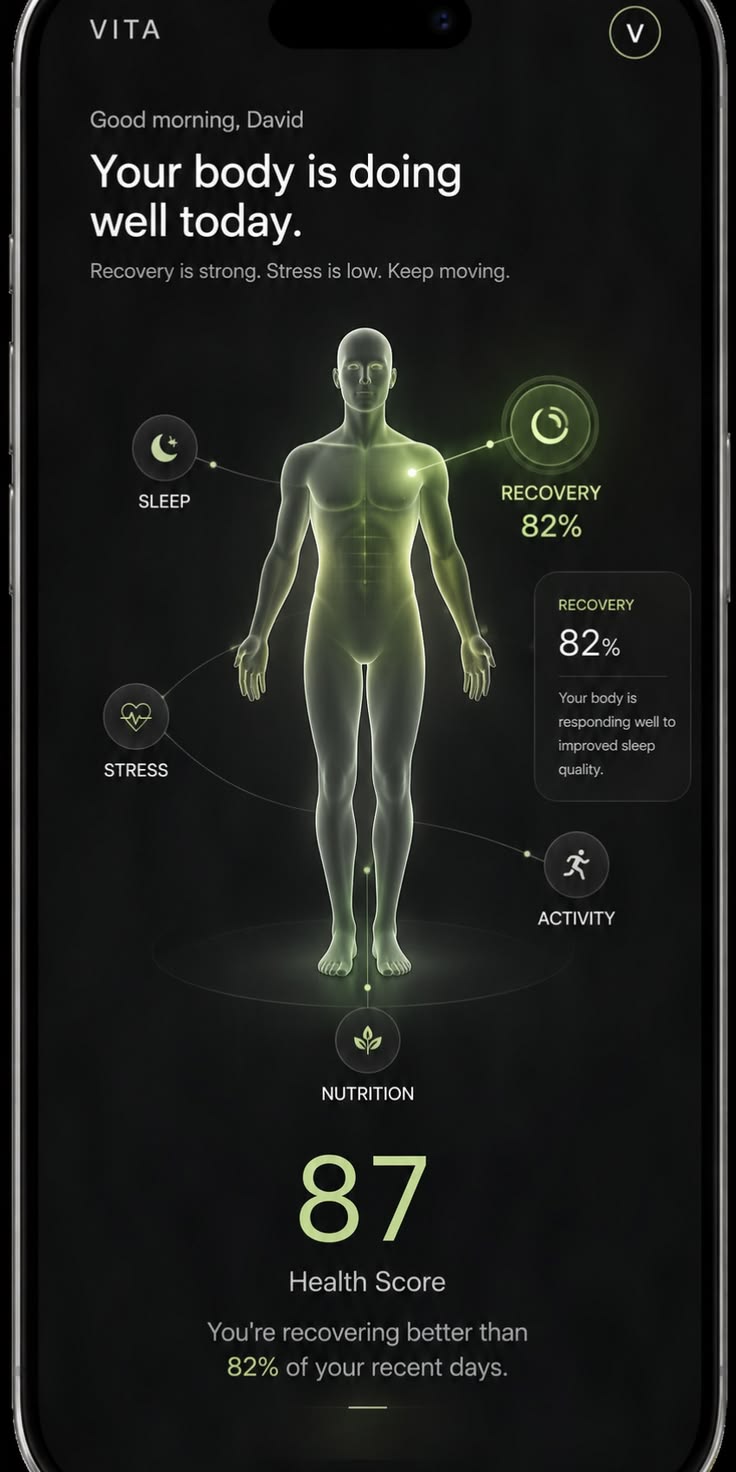 VITA
V
Good morning, David
Your body is doing
well today.
Recovery is strong. Stress is low. Keep moving.
SLEEP
RECOVERY
82%
RECOVERY
82%
Your body is
responding well to
improved sleep
quality.
STRESS
ACTIVITY
NUTRITION
87
Health Score
You're recovering better than
82% of your recent days.